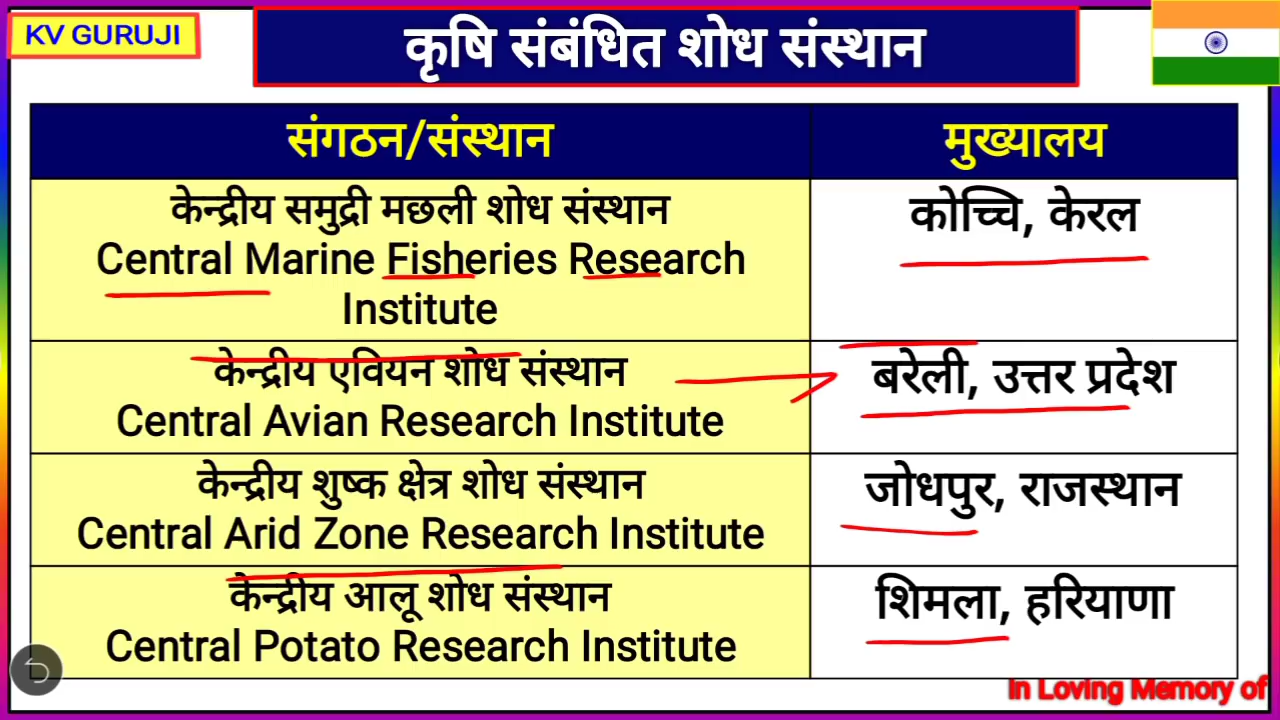 KV GURUJI
कृषि संबंधित शोध संस्थान
संगठन/संस्थान
मुख्यालय
केन्द्रीय समुद्री मछली शोध संस्थान
Central Marine Fisheries Research
Institute
कोच्चि, केरल
केन्द्रीय एवियन शोध संस्थान
Central Avian Research Institute
बरेली, उत्तर प्रदेश
केन्द्रीय शुष्क क्षेत्र शोध संस्थान
Central Arid Zone Research Institute
जोधपुर, राजस्थान
केन्द्रीय आलू शोध संस्थान
Central Potato Research Institute
शिमला, हरियाणा
In Loving Memory of